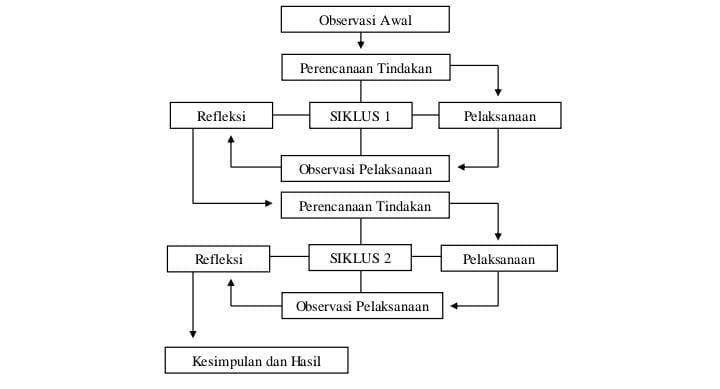 Observasi Awal
Perencanaan Tindakan
Refleksi
SIKLUS 1
Pelaksanaan
Observasi Pelaksanaan
Perencanaan Tindakan
Refleksi
SIKLUS 2
Pelaksanaan
Observasi Pelaksanaan
Kesimpulan dan Hasil